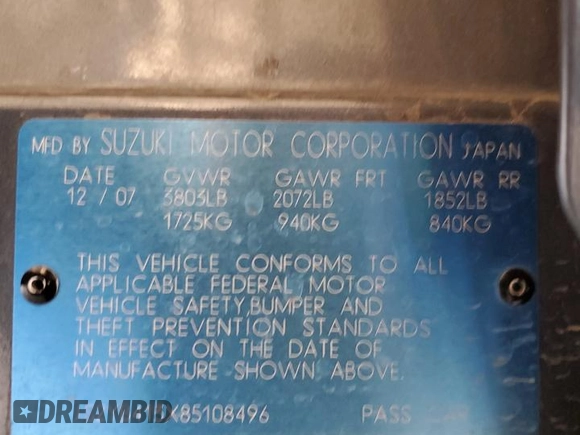 MFD BY SUZUKI MOTOR CORPORATION JAPAN
DATE GVWR GAWR FRT GAWR RR
12 / 07 3803LB 2072LB 1852LB
1725KG 940KG 840KG
THIS VEHICLE CONFORMS TO ALL
APPLICABLE FEDERAL MOTOR
VEHICLE SAFETY,BUMPER AND
THEFT PREVENTION STANDARDS
IN EFFECT ON THE DATE OF
MANUFACTURE SHOWN ABOVE.
X85108496 PASS
DREAMBID